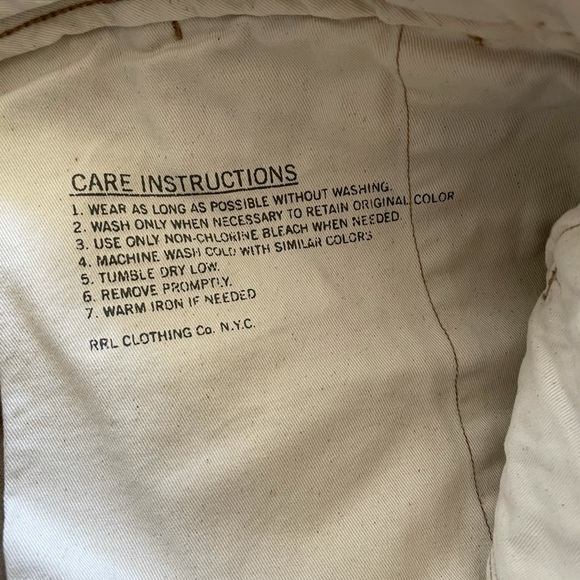 CARE INSTRUCTIONS
1. WEAR AS LONG AS POSSIBLE WITHOUT WASHING.
2. WASH ONLY WHEN NECESSARY TO RETAIN ORIGINAL COLOR
3. USE ONLY NON-CHLORINE BLEACH WHEN NEEDED.
4. MACHINE WASH COLD WITH SIMILAR COLORS
5. TUMBLE DRY LOW.
6. REMOVE PROMPTLY.
7. WARM IRON IF NEEDED
RRL CLOTHING Co. N.Y.C.